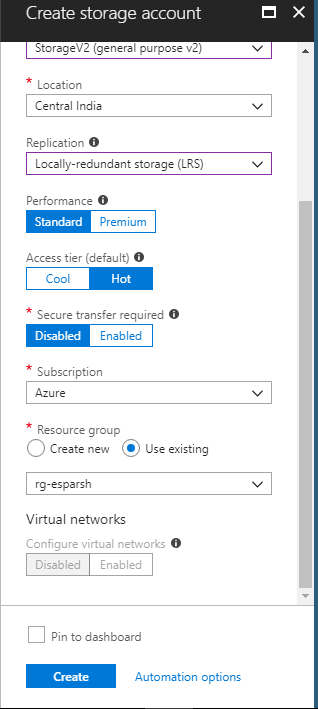 Create storage account
StorageV2 (general purpose v2)
* Location
Central India
Replication
Locally-redundant storage (LRS)
Performance
Standard Premium
Access tier (default)
Cool Hot
* Secure transfer required
Disabled Enabled
* Subscription
Azure
* Resource group
Create new Use existing
rg-esparsh
Virtual networks
Configure virtual networks
Disabled Enabled
Pin to dashboard
Create Automation options